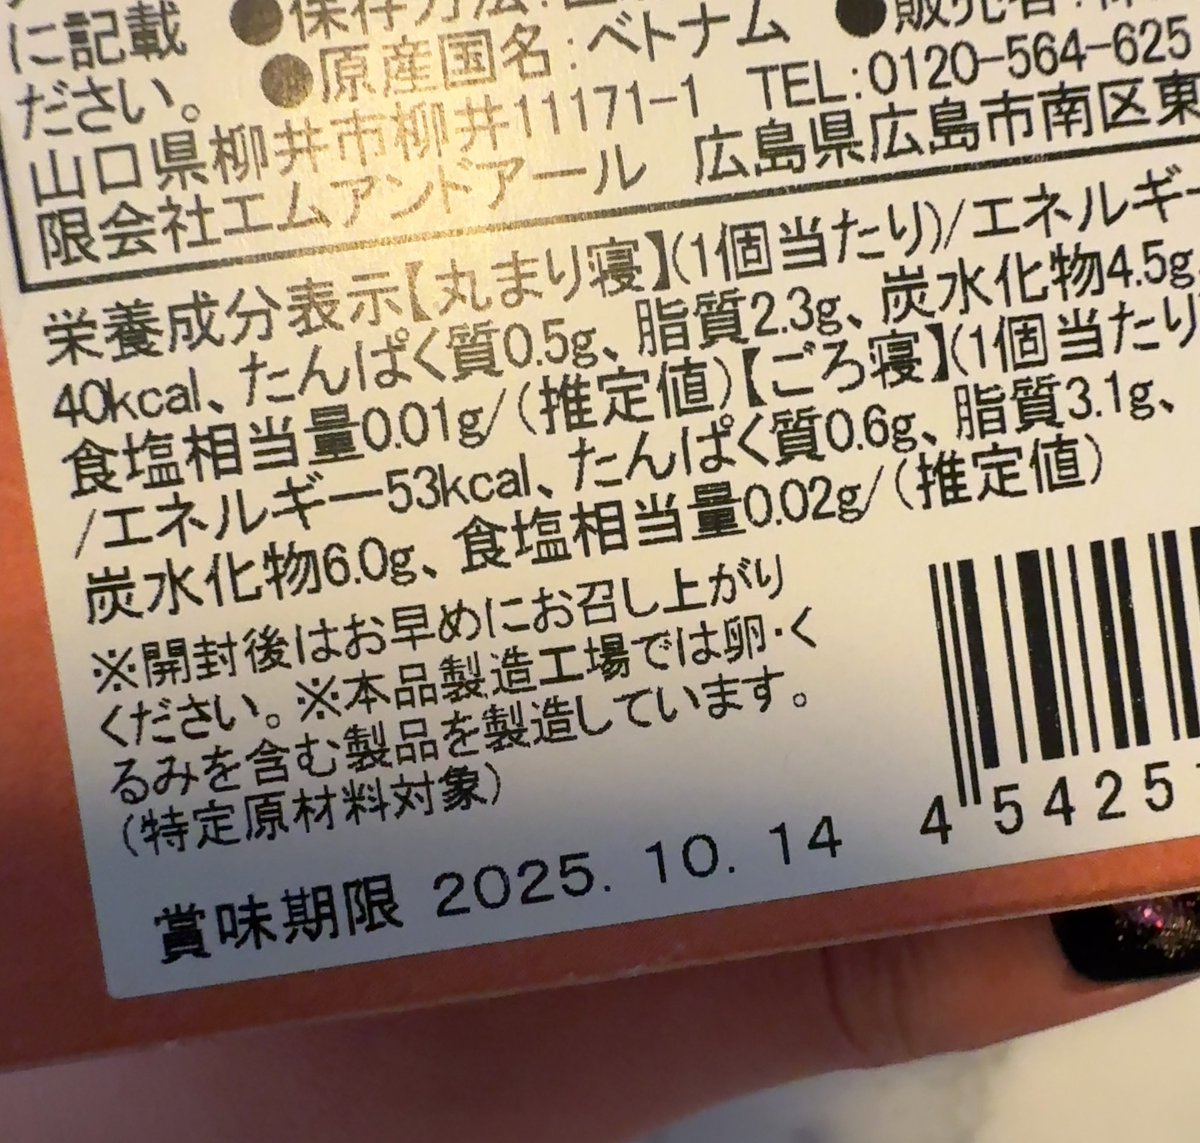 に記載 ●保存方法:
ださい。 ●原産国名:ベトナム ●販売者:
山口県柳井市柳井11171-1 TEL:0120-564-625
限会社エムアンドアール 広島県広島市南区東
栄養成分表示【丸まり寝】(1個当たり)/エネルギー
40kcal、たんぱく質0.5g、脂質2.3g、炭水化物4.5g
食塩相当量0.01g/(推定値)【ごろ寝】(1個当たり
/エネルギー53kcal、たんぱく質0.6g、脂質3.1g、
炭水化物6.0g、食塩相当量0.02g/(推定値)
※開封後はお早めにお召し上がり
ください。※本品製造工場では卵・く
るみを含む製品を製造しています。
(特定原材料対象)
賞味期限 2025. 10. 14
4 5425